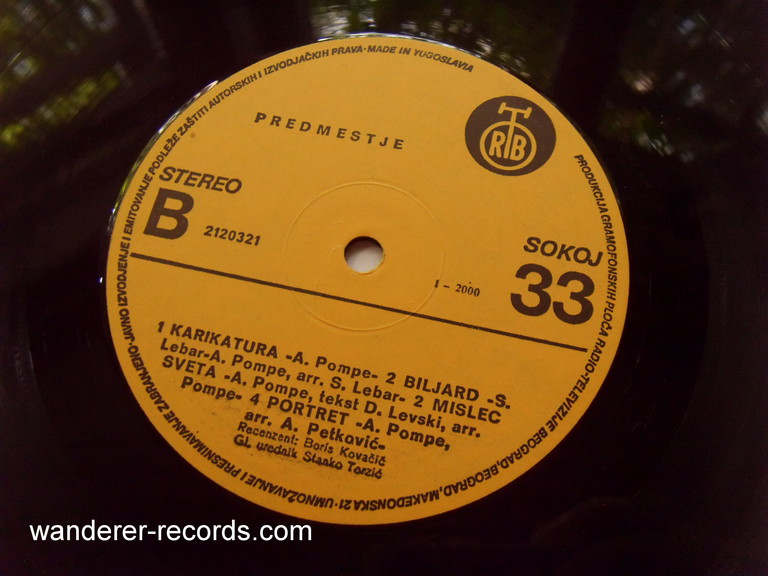 UMNOŽAVANJE I PRESNIMAVANJE ZABRANJENO·JAVNO IZVODJENJE I EMITOVANJE PODLEŽE ZAŠTITI AUTORSKIH I IZVODJAČKIH PRAVA·MADE IN YUGOSLAVIA
PRODUKCIJA GRAMOFONSKIH PLOČA RADIO-TELEVIZIJE BEOGRAD, BEOGRAD, MAKEDONSKA 21·
PREDMESTJE
RTB
STEREO
B
2120321
SOKOJ
33
I - 2000
1 KARIKATURA -A. Pompe- 2 BILJARD -S.
Lebar-A. Pompe, arr. S. Lebar- 2 MISLEC
SVETA -A. Pompe, tekst D. Levski, arr.
Pompe- 4 PORTRET -A. Pompe,
arr. A. Petković-
Recenzent: Boris Kovačič
Gl. urednik Stanko Terzić
wanderer-records.com